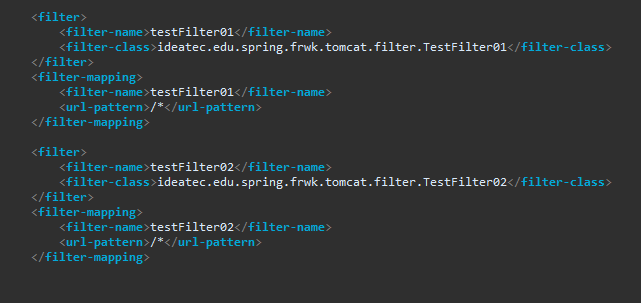 <filter>
<filter-name>testFilter01</filter-name>
<filter-class>ideatec.edu.spring.frwk.tomcat.filter.TestFilter01</filter-class>
</filter>
<filter-mapping>
<filter-name>testFilter01</filter-name>
<url-pattern>/*</url-pattern>
</filter-mapping>
<filter>
<filter-name>testFilter02</filter-name>
<filter-class>ideatec.edu.spring.frwk.tomcat.filter.TestFilter02</filter-class>
</filter>
<filter-mapping>
<filter-name>testFilter02</filter-name>
<url-pattern>/*</url-pattern>
</filter-mapping>